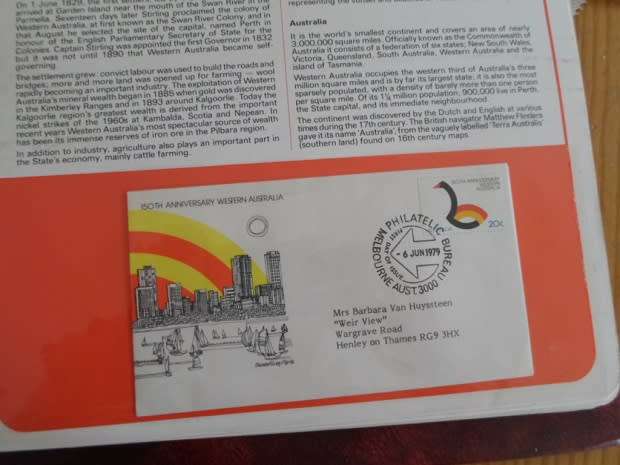 On 1 June 1829, the first settlers
arrived at Garden Island near the mouth of the Swan River in the
Parmelia. Seventeen days later Stirling proclaimed the colony of
Western Australia, at first known as the Swan River Colony, and in
that August he selected the site of the capital, named Perth in
honour of the English Parliamentary Secretary of State for the
Colonies. Captain Stirling was appointed the first Governor in 1832
but it was not until 1890 that Western Australia became self-
governing.
The settlement grew, convict labour was used to build the roads and
bridges; more and more land was opened up for farming — wool
rapidly becoming an important industry. The exploitation of Western
Australia's mineral wealth began in 1885 when gold was discovered
in the Kimberley Ranges and in 1893 around Kalgoorlie. Today the
Kalgoorlie region's greatest wealth is derived from the important
nickel strikes of the 1960s at Kambalda, Scotia and Nepean. In
recent years Western Australia's most spectacular source of wealth
has been its immense reserves of iron ore in the Pilbara region.
In addition to industry, agriculture also plays an important part in
the State's economy, mainly cattle farming.
Australia
It is the world's smallest continent and covers an area of nearly
3,000,000 square miles. Officially known as the Commonwealth of
Australia it consists of a federation of six states; New South Wales,
Victoria, Queensland, South Australia, Western Australia and the
island of Tasmania.
Western Australia occupies the western third of Australia's three
million square miles and is by far its largest state; it is also the most
sparsely populated, with a density of barely more than one person
per square mile. Of its 1¼ million population, 900,000 live in Perth,
the State capital, and its immediate neighbourhood.
The continent was discovered by the Dutch and English at various
times during the 17th century. The British navigator Matthew Flinders
gave it its name 'Australia', from the vaguely labelled 'Terra Australis'
(southern land) found on 16th century maps.
150TH ANNIVERSARY WESTERN AUSTRALIA
150TH ANNIVERSARY
WESTERN
AUSTRALIA
20c
PHILATELIC BUREAU
FIRST DAY OF ISSUE
- 6 JUN 1979
MELBOURNE AUST. 3000
Mrs Barbara Van Huyssteen
"Weir View"
Wargrave Road
Henley on Thames RG9 3HX